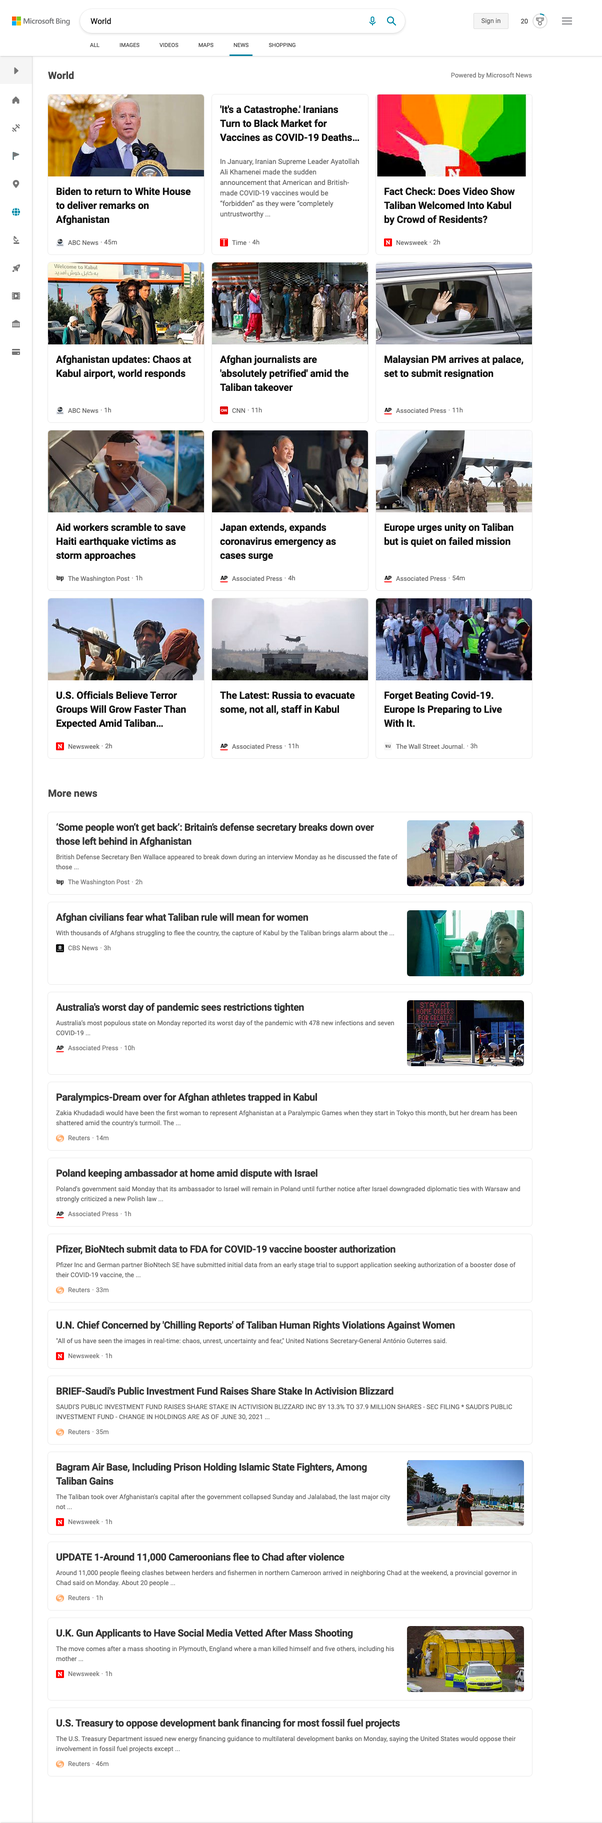 Microsoft Bing
World
Sign in
20
ALL IMAGES VIDEOS MAPS NEWS SHOPPING
World
Powered by Microsoft News
Biden to return to White House
to deliver remarks on
Afghanistan
ABC News · 45m
'It's a Catastrophe.' Iranians
Turn to Black Market for
Vaccines as COVID-19 Deaths...
In January, Iranian Supreme Leader Ayatollah
Ali Khamenei made the sudden
announcement that American and British-
made COVID-19 vaccines would be
"forbidden" as they were "completely
untrustworthy ...
Time · 4h
Fact Check: Does Video Show
Taliban Welcomed Into Kabul
by Crowd of Residents?
Newsweek · 2h
Welcome to Kabul
Afghanistan updates: Chaos at
Kabul airport, world responds
ABC News · 1h
Afghan journalists are
'absolutely petrified' amid the
Taliban takeover
CNN · 11h
Malaysian PM arrives at palace,
set to submit resignation
AP Associated Press · 11h
Aid workers scramble to save
Haiti earthquake victims as
storm approaches
wp The Washington Post · 1h
Japan extends, expands
coronavirus emergency as
cases surge
AP Associated Press · 4h
Europe urges unity on Taliban
but is quiet on failed mission
AP Associated Press · 54m
U.S. Officials Believe Terror
Groups Will Grow Faster Than
Expected Amid Taliban...
Newsweek · 2h
The Latest: Russia to evacuate
some, not all, staff in Kabul
AP Associated Press · 11h
Forget Beating Covid-19.
Europe Is Preparing to Live
With It.
The Wall Street Journal. · 3h
More news
'Some people won't get back': Britain's defense secretary breaks down over
those left behind in Afghanistan
British Defense Secretary Ben Wallace appeared to break down during an interview Monday as he discussed the fate of
those ...
wp The Washington Post · 2h
Afghan civilians fear what Taliban rule will mean for women
With thousands of Afghans struggling to flee the country, the capture of Kabul by the Taliban brings alarm about the ...
CBS News · 3h
Australia's worst day of pandemic sees restrictions tighten
Australia's most populous state on Monday reported its worst day of the pandemic with 478 new infections and seven
COVID-19 ...
AP Associated Press · 10h
STAY AT
HOME ORDERS
FOR GREATER
Paralympics-Dream over for Afghan athletes trapped in Kabul
Zakia Khudadadi would have been the first woman to represent Afghanistan at a Paralympic Games when they start in Tokyo this month, but her dream has been
shattered amid the country's turmoil. The ...
Reuters · 14m
Poland keeping ambassador at home amid dispute with Israel
Poland's government said Monday that its ambassador to Israel will remain in Poland until further notice after Israel downgraded diplomatic ties with Warsaw and
strongly criticized a new Polish law ...
AP Associated Press · 1h
Pfizer, BioNtech submit data to FDA for COVID-19 vaccine booster authorization
Pfizer Inc and German partner BioNTech SE have submitted initial data from an early stage trial to support application seeking authorization of a booster dose of
their COVID-19 vaccine, the ...
Reuters · 33m
U.N. Chief Concerned by 'Chilling Reports' of Taliban Human Rights Violations Against Women
"All of us have seen the images in real-time: chaos, unrest, uncertainty and fear," United Nations Secretary-General António Guterres said.
Newsweek · 1h
BRIEF-Saudi's Public Investment Fund Raises Share Stake In Activision Blizzard
SAUDI'S PUBLIC INVESTMENT FUND RAISES SHARE STAKE IN ACTIVISION BLIZZARD INC BY 13.3% TO 37.9 MILLION SHARES - SEC FILING * SAUDI'S PUBLIC
INVESTMENT FUND - CHANGE IN HOLDINGS ARE AS OF JUNE 30, 2021 ...
Reuters · 35m
Bagram Air Base, Including Prison Holding Islamic State Fighters, Among
Taliban Gains
The Taliban took over Afghanistan's capital after the government collapsed Sunday and Jalalabad, the last major city
not ...
Newsweek · 1h
UPDATE 1-Around 11,000 Cameroonians flee to Chad after violence
Around 11,000 people fleeing clashes between herders and fishermen in northern Cameroon arrived in neighboring Chad at the weekend, a provincial governor in
Chad said on Monday. About 20 people ...
Reuters · 1h
U.K. Gun Applicants to Have Social Media Vetted After Mass Shooting
The move comes after a mass shooting in Plymouth, England where a man killed himself and five others, including his
mother ...
Newsweek · 1h
U.S. Treasury to oppose development bank financing for most fossil fuel projects
The U.S. Treasury Department issued new energy financing guidance to multilateral development banks on Monday, saying the United States would oppose their
involvement in fossil fuel projects except ...
Reuters · 46m